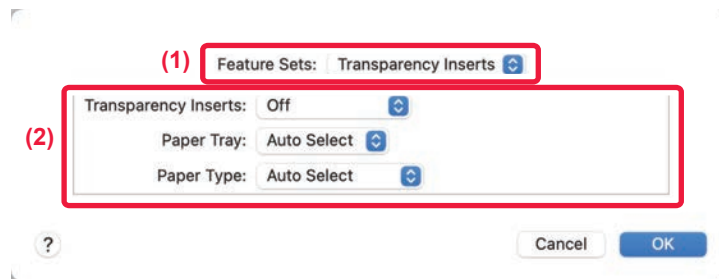 (1) Feature Sets: Transparency Inserts
(2)
Transparency Inserts: Off
Paper Tray: Auto Select
Paper Type: Auto Select
? Cancel OK